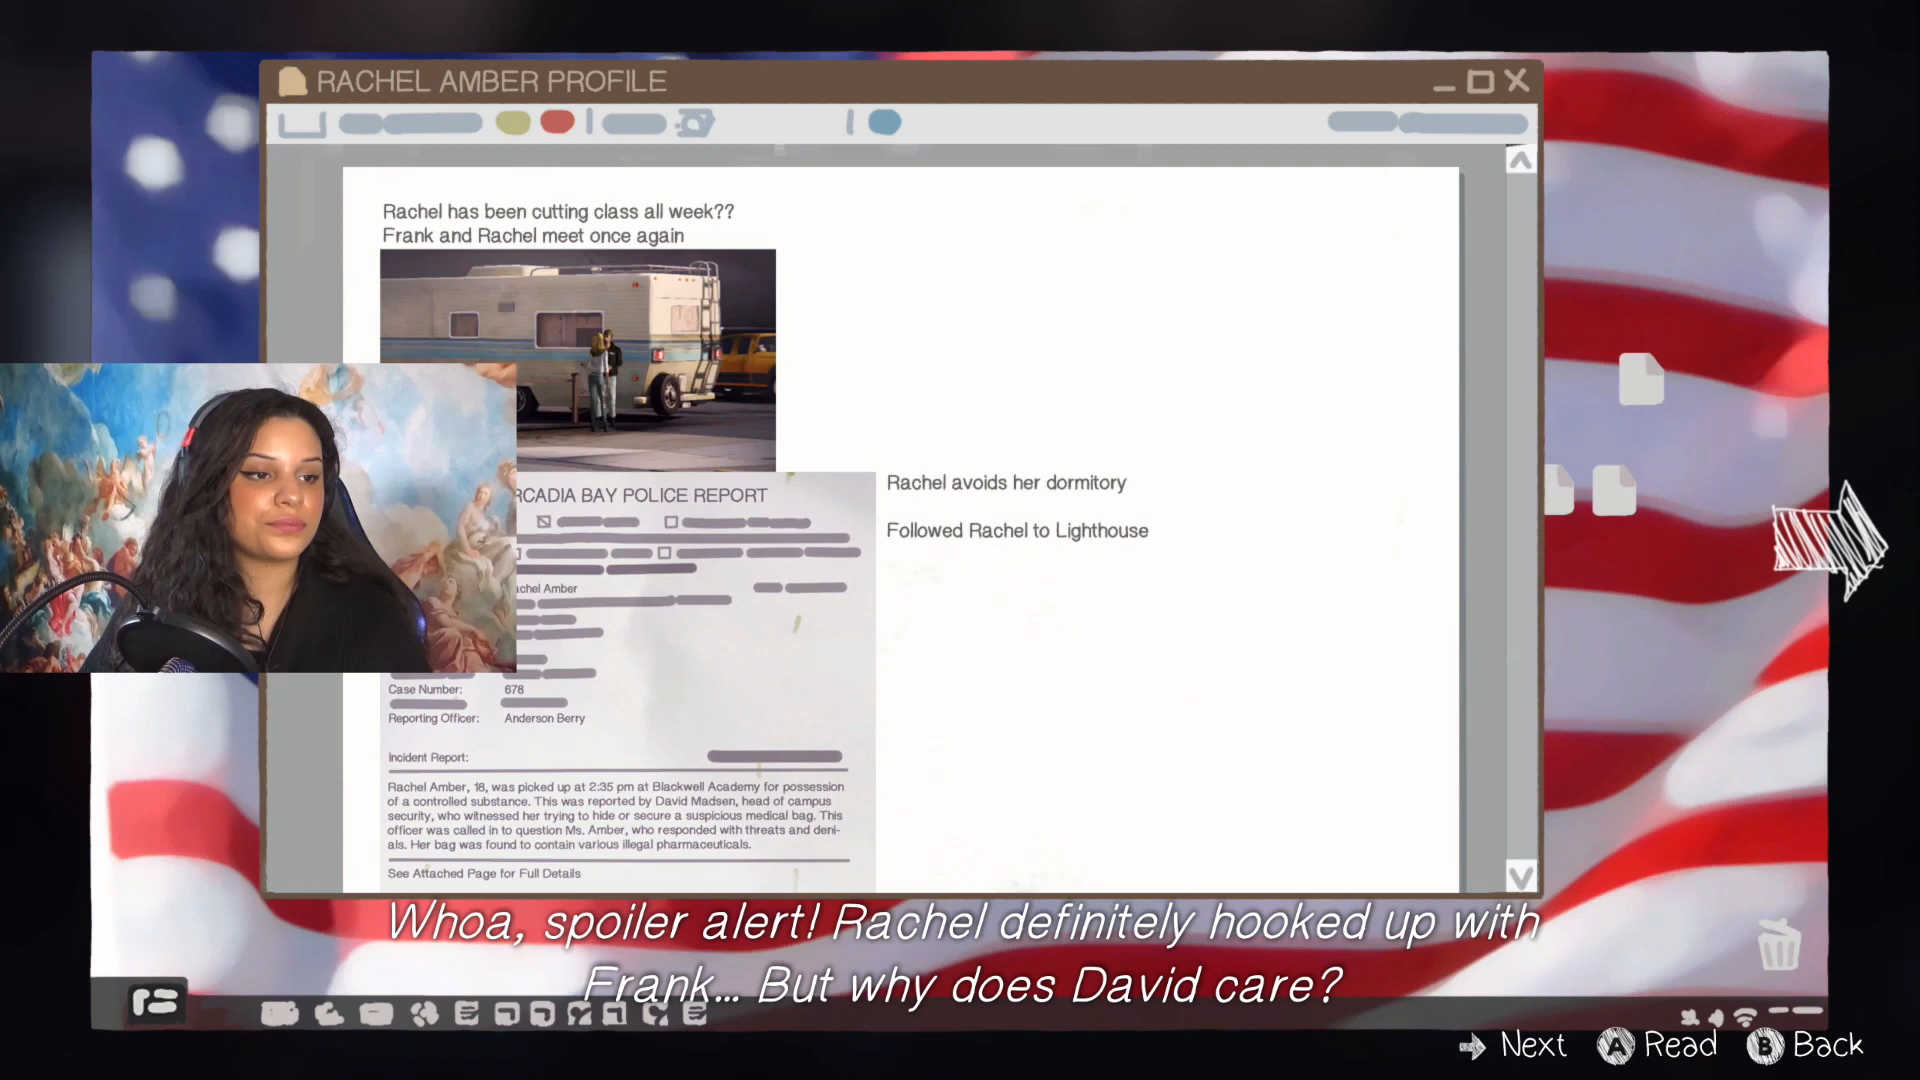 RACHEL AMBER PROFILE
Rachel has been cutting class all week??
Frank and Rachel meet once again
RCADIA BAY POLICE REPORT
Rachel avoids her dormitory
Followed Rachel to Lighthouse
achel Amber
Case Number: 678
Reporting Officer: Anderson Berry
Incident Report:
Rachel Amber, 18, was picked up at 2:35 pm at Blackwell Academy for possession
of a controlled substance. This was reported by David Madsen, head of campus
security, who witnessed her trying to hide or secure a suspicious medical bag. This
officer was called in to question Ms. Amber, who responded with threats and deni-
als. Her bag was found to contain various illegal pharmaceuticals.
See Attached Page for Full Details
Whoa, spoiler alert! Rachel definitely hooked up with
Frank... But why does David care?
Next A Read B Back